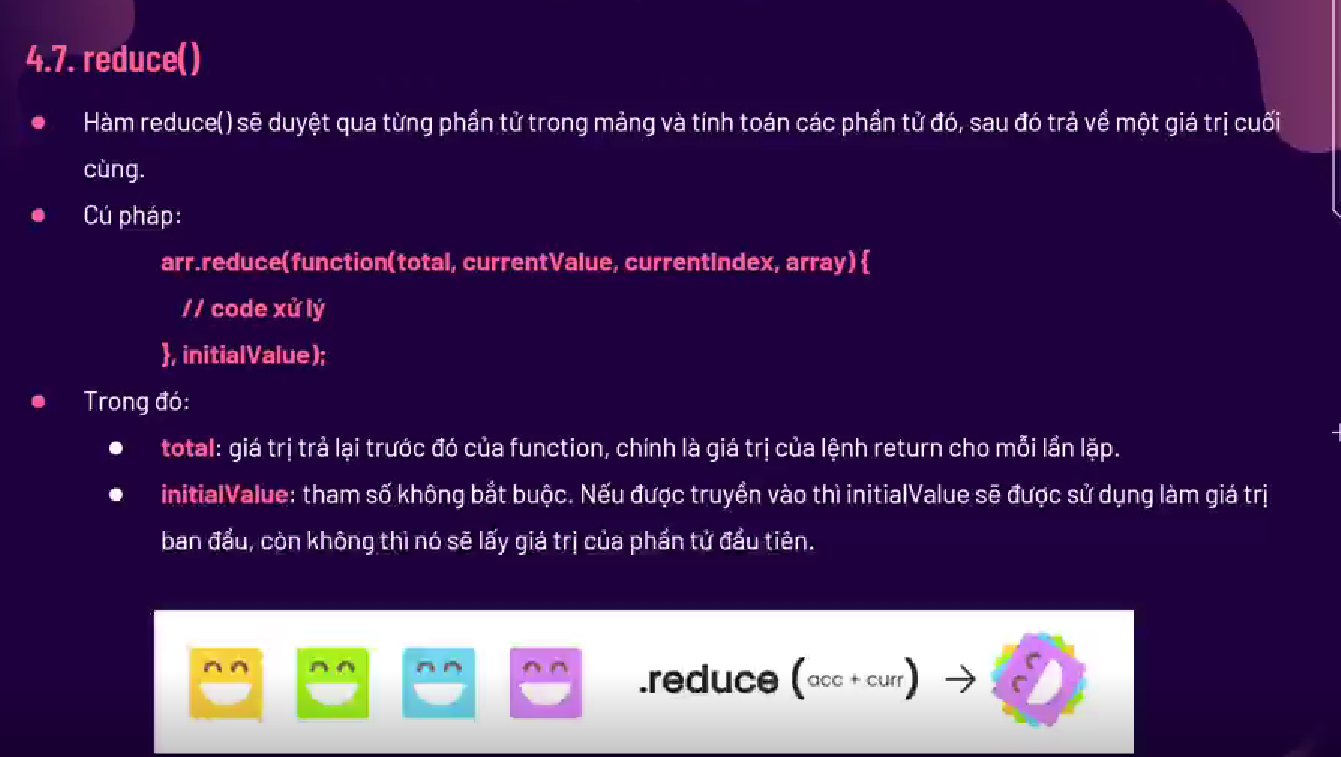 4.7. reduce()
Hàm reduce() sẽ duyệt qua từng phần tử trong mảng và tính toán các phần tử đó, sau đó trả về một giá trị cuối
cùng.
Cú pháp:
arr.reduce(function(total, currentValue, currentIndex, array) {
// code xử lý
}, initialValue);
Trong đó:
total: giá trị trả lại trước đó của function, chính là giá trị của lệnh return cho mỗi lần lặp.
initialValue: tham số không bắt buộc. Nếu được truyền vào thì initialValue sẽ được sử dụng làm giá trị
ban đầu, còn không thì nó sẽ lấy giá trị của phần tử đầu tiên.
.reduce (acc + curr) →